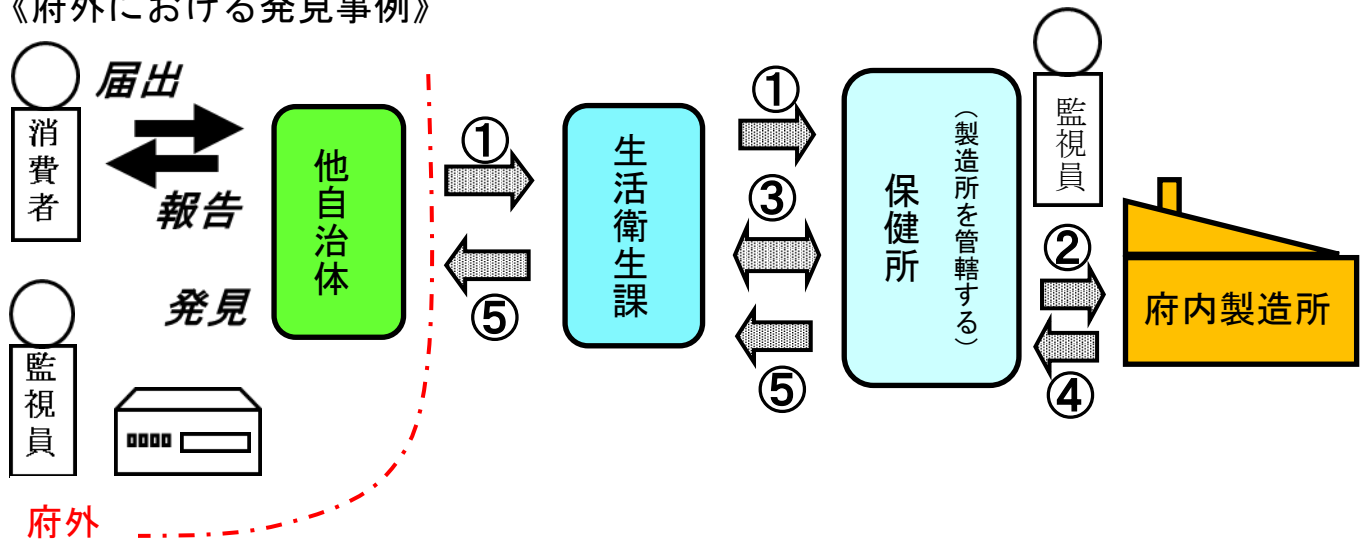 《府外における発見事例》
消費者
届出
報告
他自治体
①
⑤
生活衛生課
①
③
⑤
保健所
（製造所を管轄する）
監視員
②
④
府内製造所
発見
監視員
府外